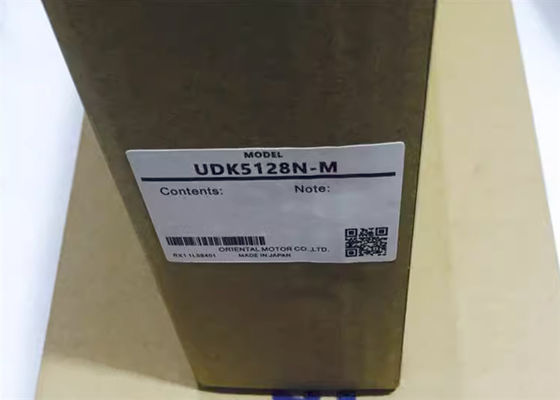 MODEL
UDK5128N-M
Contents: Note:
ORIENTAL MOTOR CO.,LTD.
MADE IN JAPAN